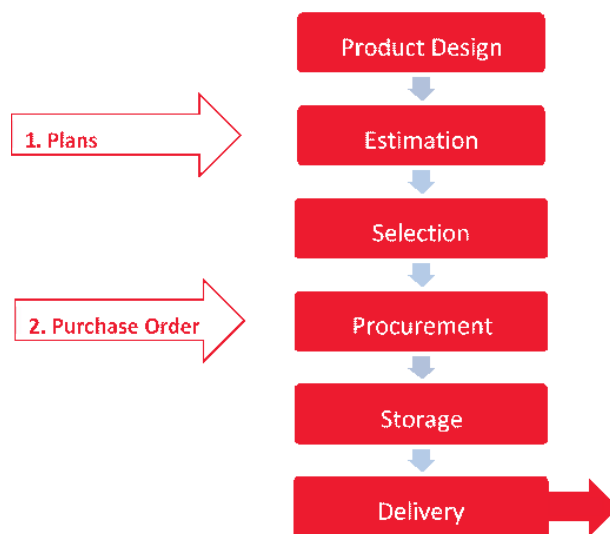 Product Design
1. Plans
Estimation
Selection
2. Purchase Order
Procurement
Storage
Delivery